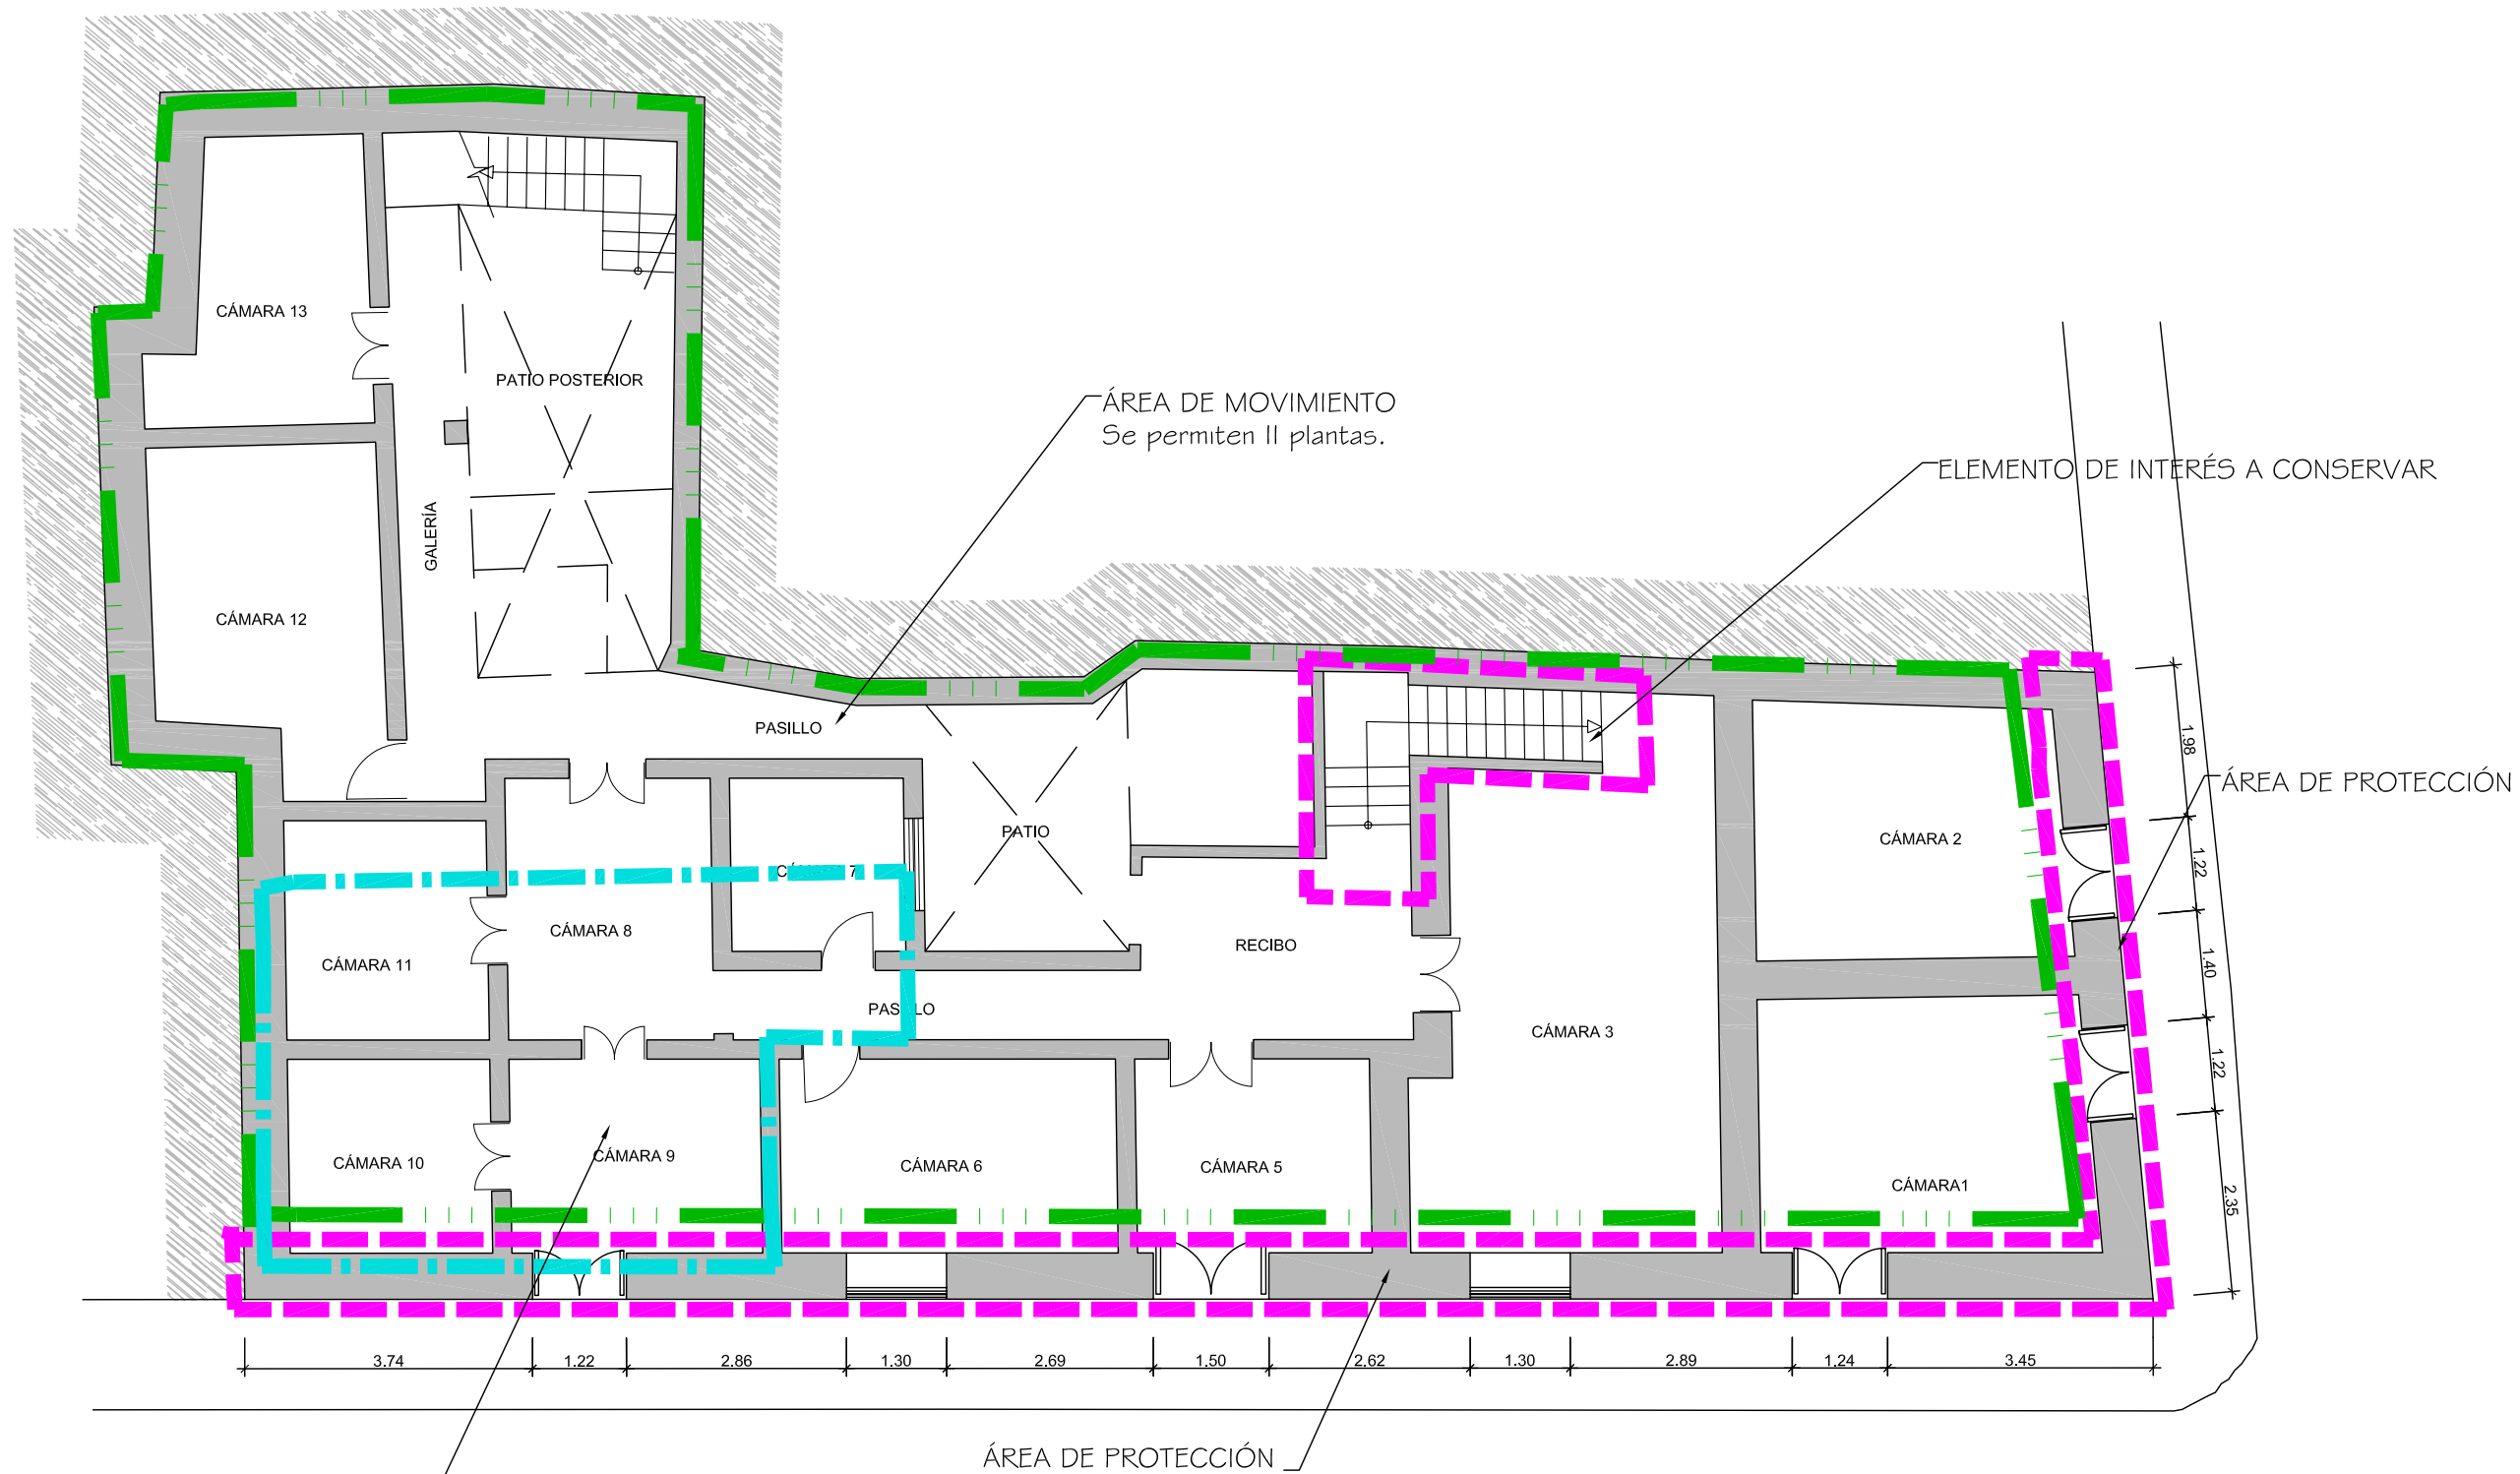 CÁMARA 13
PATIO POSTERIOR
ÁREA DE MOVIMIENTO
Se permiten II plantas.
ELEMENTO DE INTERÉS A CONSERVAR
GALERÍA
CÁMARA 12
PASILLO
1.98
ÁREA DE PROTECCIÓN
PATIO
CÁMARA 2
CÁMARA 7
1.22
CÁMARA 8
RECIBO
CÁMARA 11
1.40
PASILLO
CÁMARA 3
1.22
CÁMARA 10
CÁMARA 9
CÁMARA 6
CÁMARA 5
CÁMARA1
2.35
3.74
1.22
2.86
1.30
2.69
1.50
2.62
1.30
2.89
1.24
3.45
ÁREA DE PROTECCIÓN